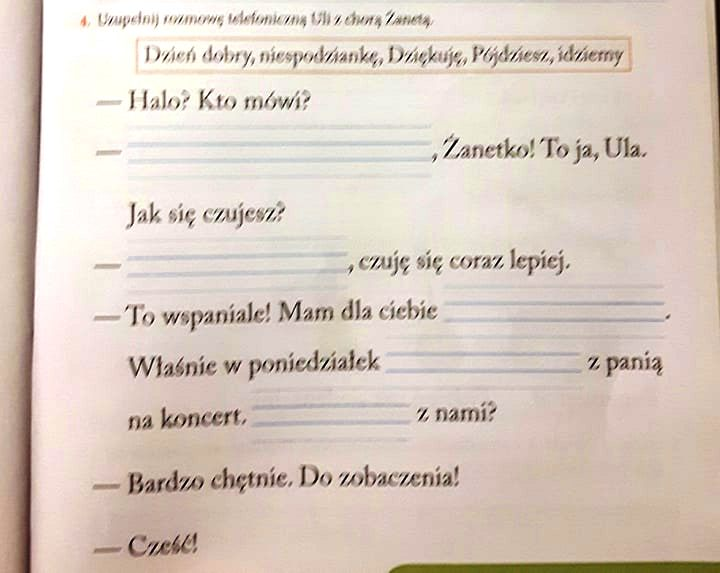 4. Uzupełnij rozmowę telefoniczną Uli z chorą Żanetą.
Dzień dobry, niespodziankę, Dziękuję, Pójdziesz, idziemy
— Halo? Kto mówi?
— , Żanetko! To ja, Ula.
Jak się czujesz?
— , czuję się coraz lepiej.
— To wspaniale! Mam dla ciebie .
Właśnie w poniedziałek z panią
na koncert. z nami?
— Bardzo chętnie. Do zobaczenia!
— Cześć!